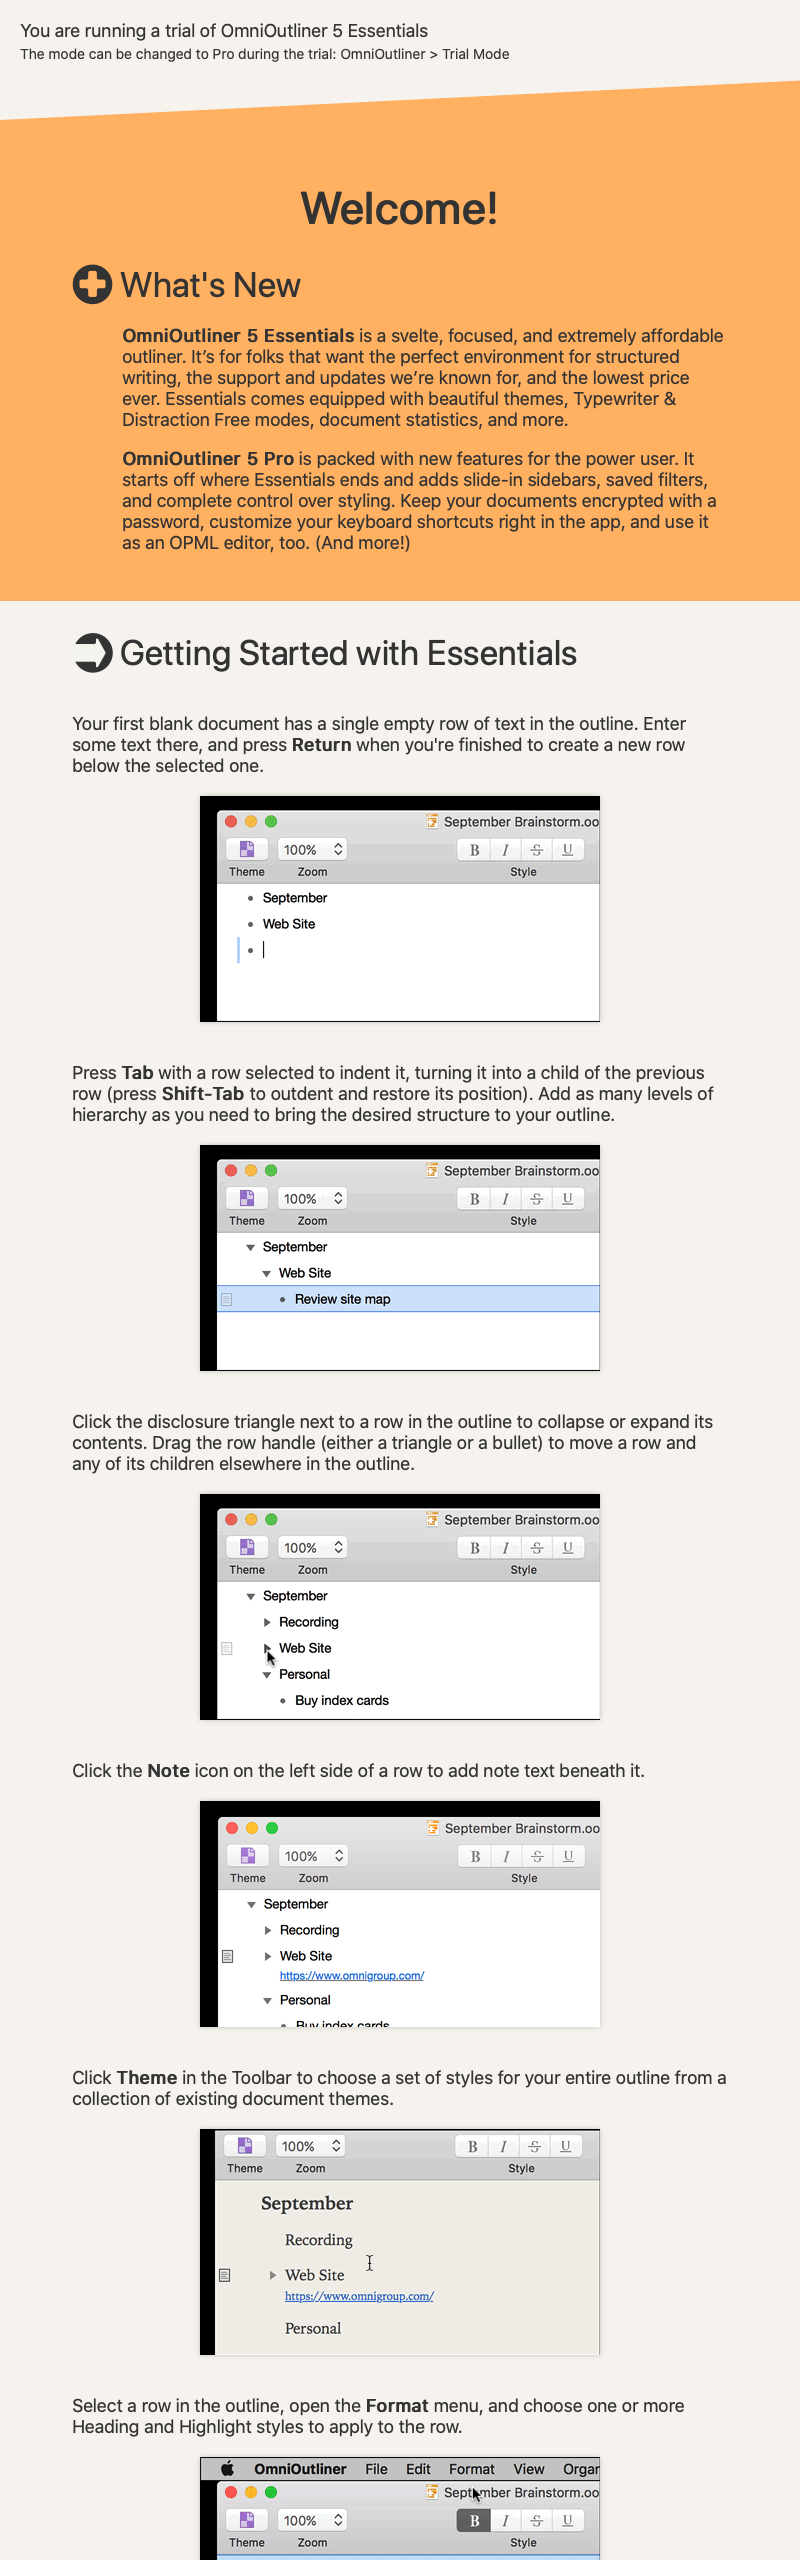 You are running a trial of OmniOutliner 5 Essentials
The mode can be changed to Pro during the trial: OmniOutliner > Trial Mode
Welcome!
What's New
OmniOutliner 5 Essentials is a svelte, focused, and extremely affordable
outliner. It’s for folks that want the perfect environment for structured
writing, the support and updates we’re known for, and the lowest price
ever. Essentials comes equipped with beautiful themes, Typewriter &
Distraction Free modes, document statistics, and more.
OmniOutliner 5 Pro is packed with new features for the power user. It
starts off where Essentials ends and adds slide-in sidebars, saved filters,
and complete control over styling. Keep your documents encrypted with a
password, customize your keyboard shortcuts right in the app, and use it
as an OPML editor, too. (And more!)
Getting Started with Essentials
Your first blank document has a single empty row of text in the outline. Enter
some text there, and press Return when you're finished to create a new row
below the selected one.
September Brainstorm.oo
100% B I S U
Theme Zoom Style
September
Web Site
Press Tab with a row selected to indent it, turning it into a child of the previous
row (press Shift-Tab to outdent and restore its position). Add as many levels of
hierarchy as you need to bring the desired structure to your outline.
September Brainstorm.oo
100% B I S U
Theme Zoom Style
September
Web Site
Review site map
Click the disclosure triangle next to a row in the outline to collapse or expand its
contents. Drag the row handle (either a triangle or a bullet) to move a row and
any of its children elsewhere in the outline.
September Brainstorm.oo
100% B I S U
Theme Zoom Style
September
Recording
Web Site
Personal
Buy index cards
Click the Note icon on the left side of a row to add note text beneath it.
September Brainstorm.oo
100% B I S U
Theme Zoom Style
September
Recording
Web Site
https://www.omnigroup.com/
Personal
Buy index cards
Click Theme in the Toolbar to choose a set of styles for your entire outline from a
collection of existing document themes.
100% B I S U
Theme Zoom Style
September
Recording
Web Site
https://www.omnigroup.com/
Personal
Select a row in the outline, open the Format menu, and choose one or more
Heading and Highlight styles to apply to the row.
OmniOutliner File Edit Format View Organ
September Brainstorm.oo
100% B I S U
Theme Zoom Style